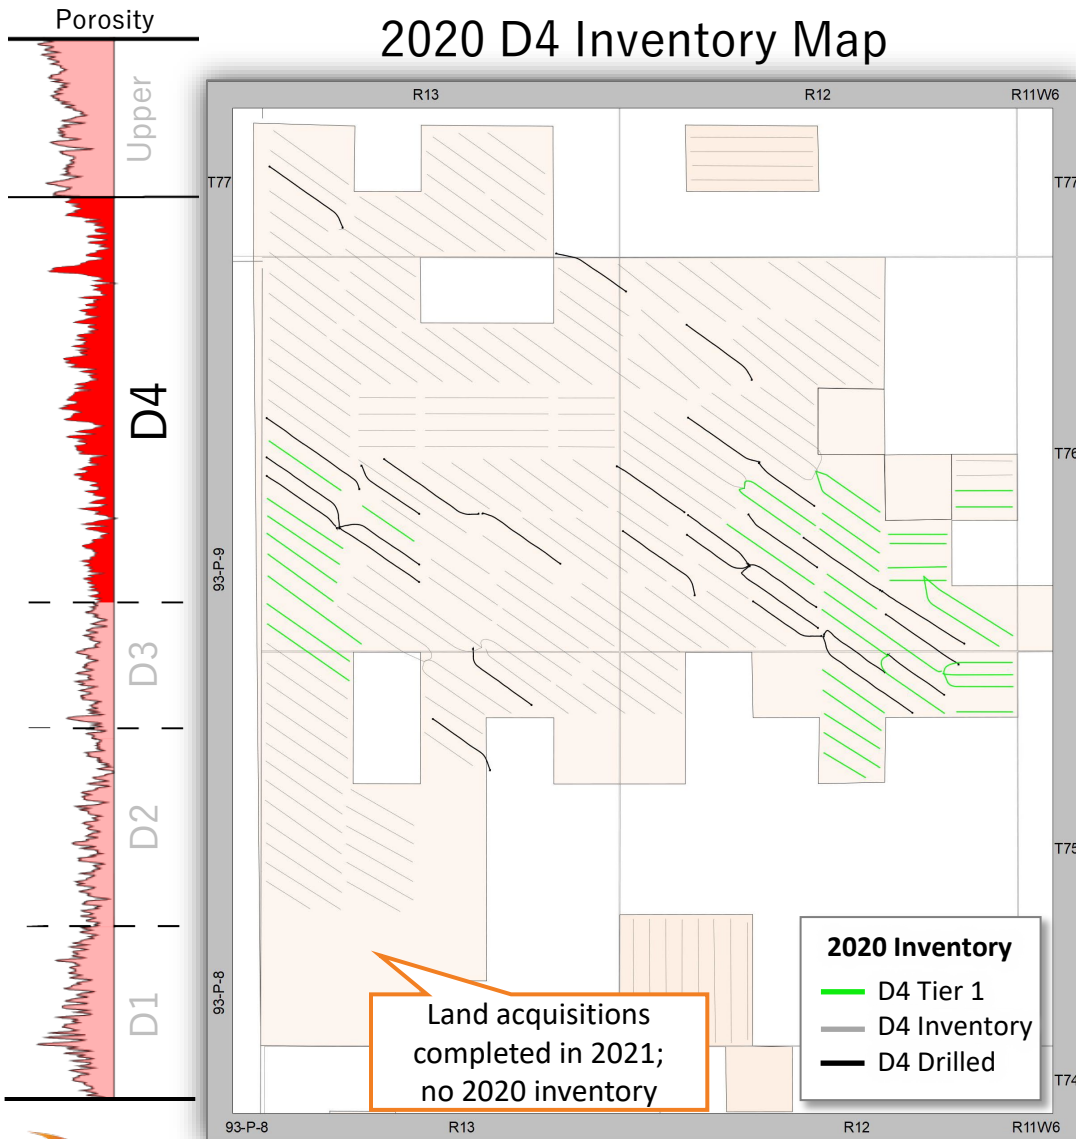 Porosity
2020 D4 Inventory Map
Upper
D4
D3
D2
D1
R13
R12
R11W6
T77
T77
T76
93-P-9
T75
93-P-8
T74
2020 Inventory
D4 Tier 1
D4 Inventory
D4 Drilled
Land acquisitions
completed in 2021;
no 2020 inventory
93-P-8
R13
R12
R11W6